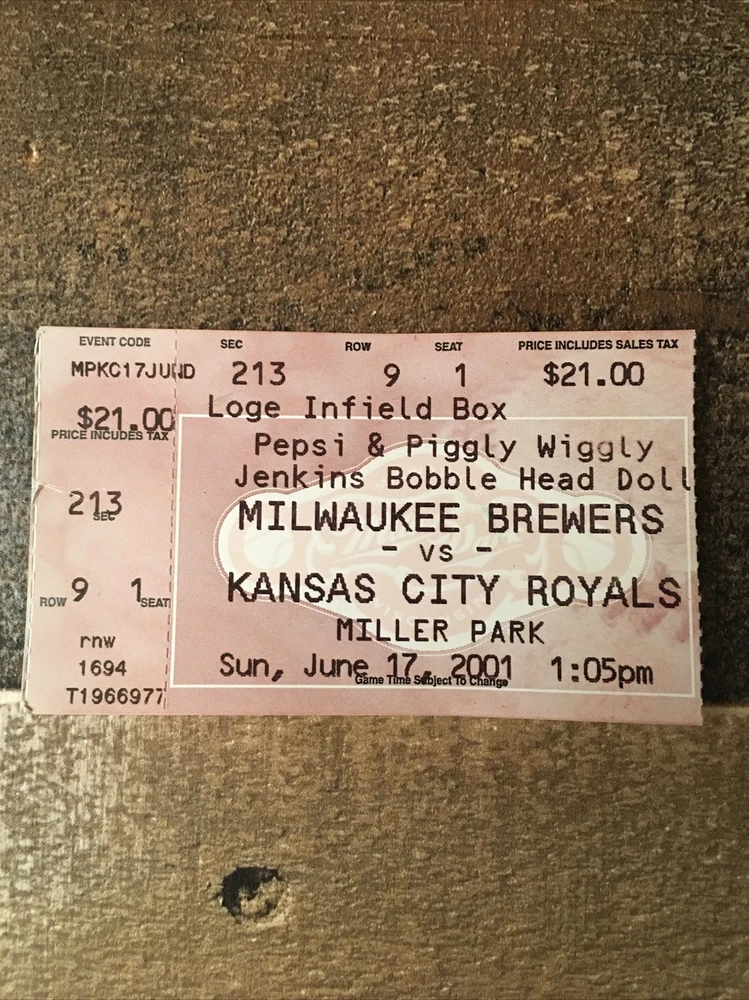 EVENT CODE
MPKC17JUND
$21.00
PRICE INCUDES TAX
213
SEC
ROW 9 1 SEAT
rnw
1694
T1966977
SEC ROW SEAT PRICE INCLUDES SALES TAX
213 9 1 $21.00
Loge Infield Box
Pepsi & Piggly Wiggly
Jenkins Bobble Head Doll
MILWAUKEE BREWERS
- vs -
KANSAS CITY ROYALS
MILLER PARK
Sun, June 17, 2001 1:05pm
Game Time Subject To Change